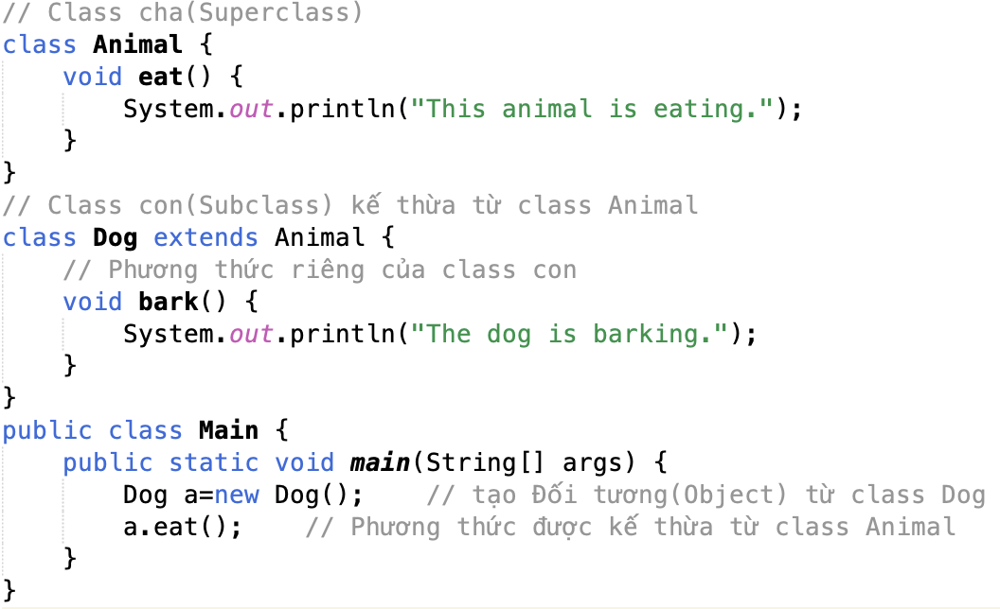 // Class cha(Superclass)
class Animal {
    void eat() {
        System.out.println("This animal is eating.");
    }
}
// Class con(Subclass) kế thừa từ class Animal
class Dog extends Animal {
    // Phương thức riêng của class con
    void bark() {
        System.out.println("The dog is barking.");
    }
}
public class Main {
    public static void main(String[] args) {
        Dog a=new Dog();    // tạo Đối tương(Object) từ class Dog
        a.eat();    // Phương thức được kế thừa từ class Animal
    }
}